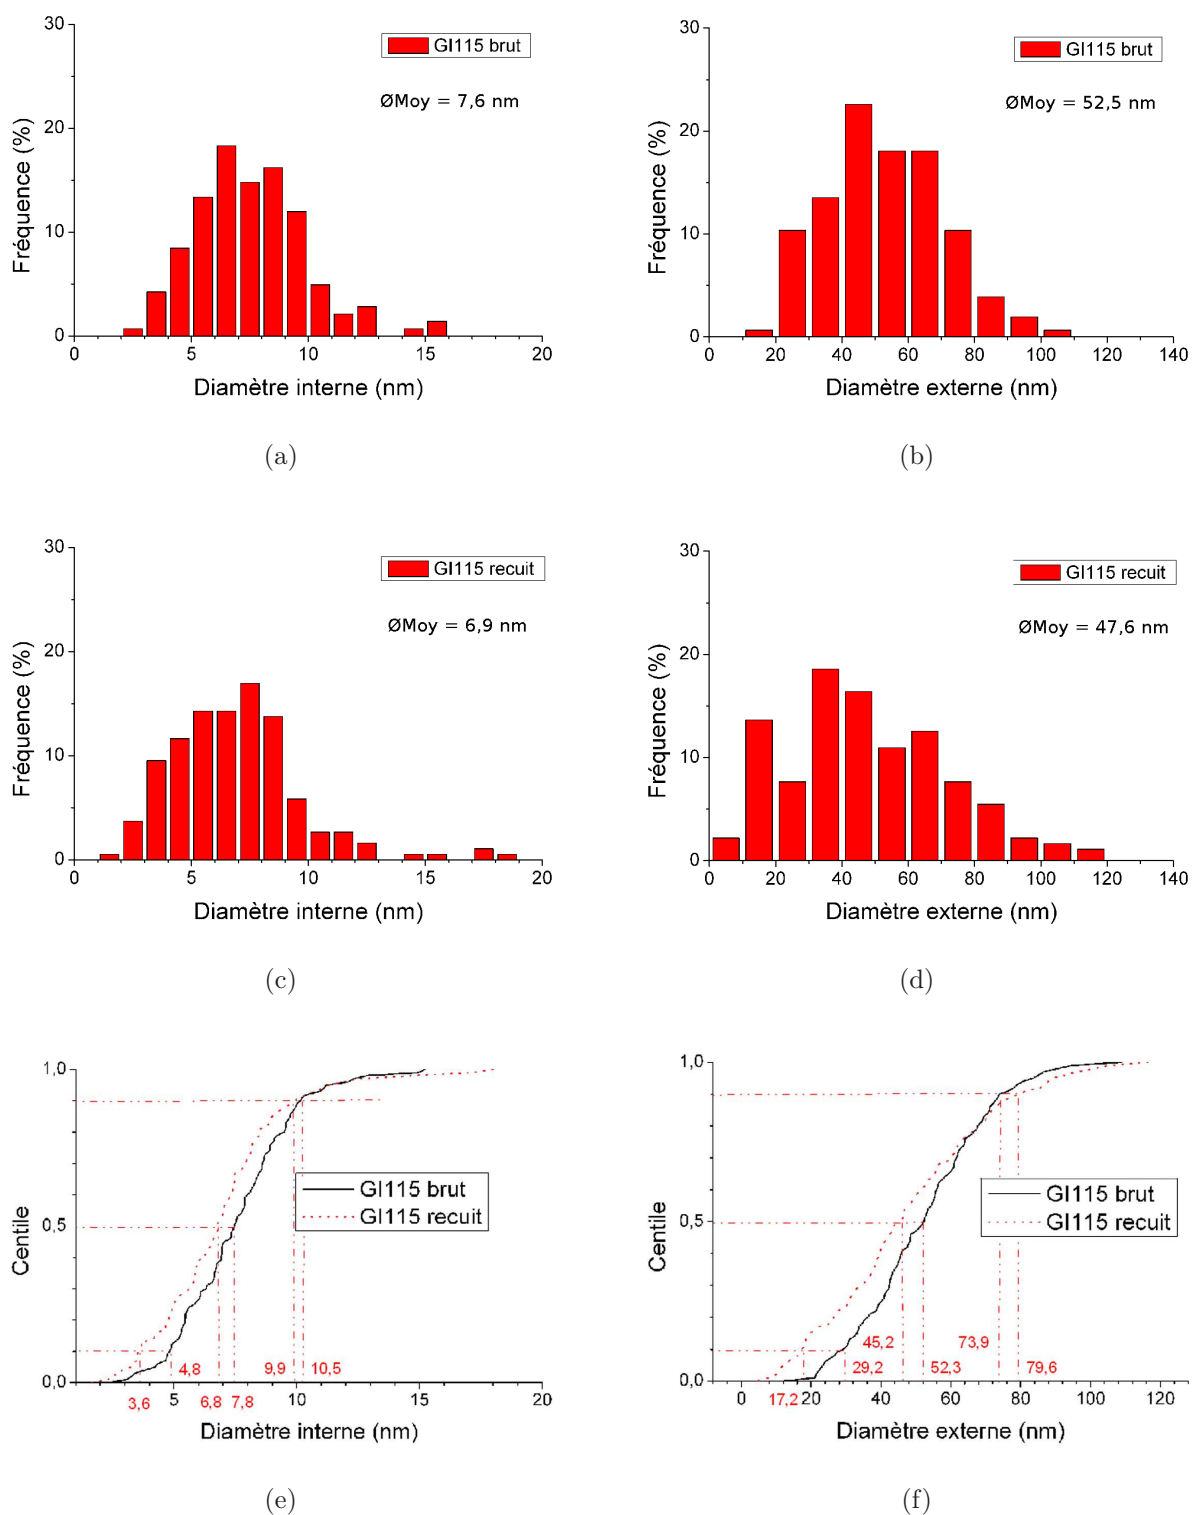 30
GI115 brut
ØMoy = 7,6 nm
20
10
0
Fréquence (%)
0 5 10 15 20
Diamètre interne (nm)
(a)
30
GI115 brut
ØMoy = 52,5 nm
20
10
0
Fréquence (%)
0 20 40 60 80 100 120 140
Diamètre externe (nm)
(b)
30
GI115 recuit
ØMoy = 6,9 nm
20
10
0
Fréquence (%)
0 5 10 15 20
Diamètre interne (nm)
(c)
30
GI115 recuit
ØMoy = 47,6 nm
20
10
0
Fréquence (%)
0 20 40 60 80 100 120 140
Diamètre externe (nm)
(d)
1,0
GI115 brut
GI115 recuit
0,5
Centile
4,8 9,9 10,5
0,0
3,6 6,8 7,8
5 10 15 20
Diamètre interne (nm)
(e)
1,0
GI115 brut
GI115 recuit
0,5
Centile
45,2 73,9
29,2 52,3 79,6
0,0
17,2
0 20 40 60 80 100 120
Diamètre externe (nm)
(f)